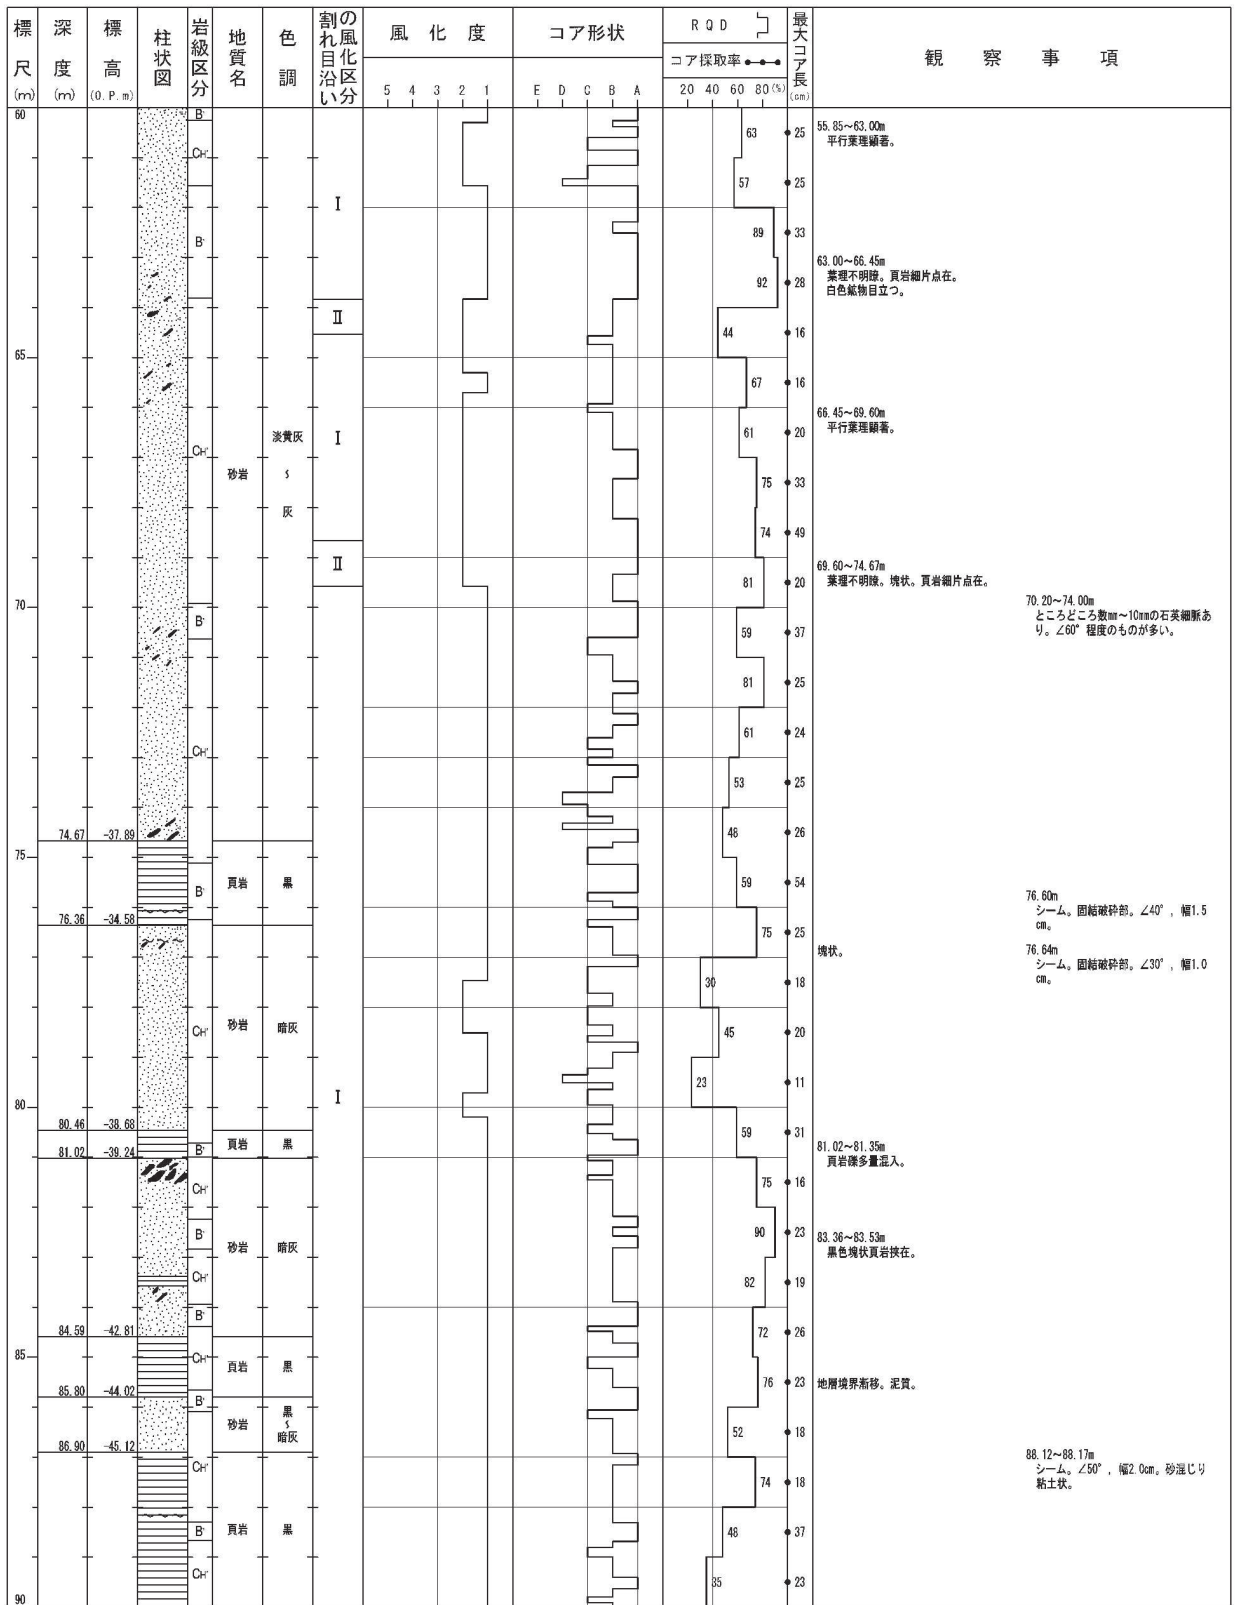 標尺(m)
深度(m)
標高(O.P.m)
柱状図
岩級区分
地質名
色調
割れ目沿いの風化区分
風化度
5 4 3 2 1
コア形状
E D C B A
RQD
コア採取率
20 40 60 80(%)
最大コア長(cm)
観察事項
60
65
70
75
80
85
90
74.67 -37.89
76.36 -34.58
80.46 -38.68
81.02 -39.24
84.59 -42.81
85.80 -44.02
86.90 -45.12
B'
CH'
B'
CH'
B'
CH'
B'
CH'
B'
CH'
B'
CH'
B'
CH'
B'
CH'
B'
CH'
砂岩
頁岩
砂岩
頁岩
砂岩
頁岩
砂岩
頁岩
淡黄灰
~
灰
黒
暗灰
黒
暗灰
黒
黒
~
暗灰
黒
I
II
I
II
I
63 25
57 25
89 33
92 28
44 16
67 16
61 20
75 33
74 49
81 20
59 37
81 25
61 24
53 25
48 26
59 54
75 25
30 18
45 20
23 11
59 31
75 16
90 23
82 19
72 26
76 23
52 18
74 18
48 37
35 23
55.85~63.00m
平行葉理顕著。
63.00~66.45m
葉理不明瞭。頁岩細片点在。
白色鉱物目立つ。
66.45~69.60m
平行葉理顕著。
69.60~74.67m
葉理不明瞭。塊状。頁岩細片点在。
70.20~74.00m
ところどころ数mm~10mmの石英細脈あ
り。∠60°程度のものが多い。
76.60m
シーム。固結破砕部。∠40°, 幅1.5
cm。
塊状。
76.64m
シーム。固結破砕部。∠30°, 幅1.0
cm。
81.02~81.35m
頁岩礫多量混入。
83.36~83.53m
黒色塊状頁岩挟在。
地層境界漸移。泥質。
88.12~88.17m
シーム。∠50°, 幅2.0cm。砂混じり
粘土状。